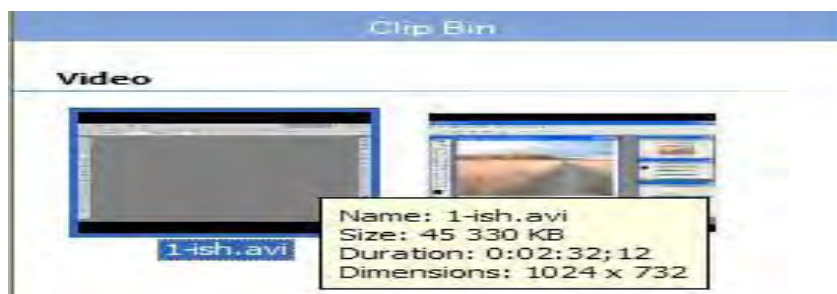 Clip Bin
Video
1-ish.avi
Name: 1-ish.avi
Size: 45 330 KB
Duration: 0:02:32;12
Dimensions: 1024 x 732